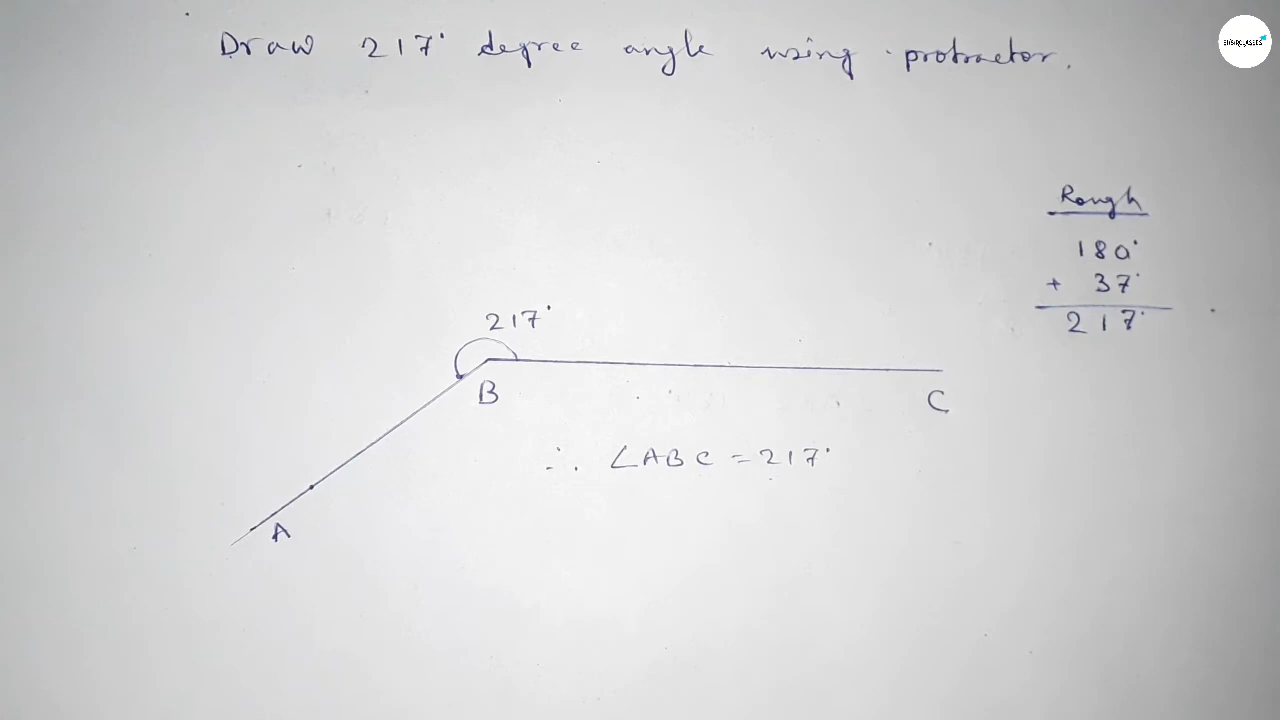 Draw 217° degree angle using protractor.
Rough
180°
+ 37°
217°
217°
B
C
∴ ∠ABC = 217°
A